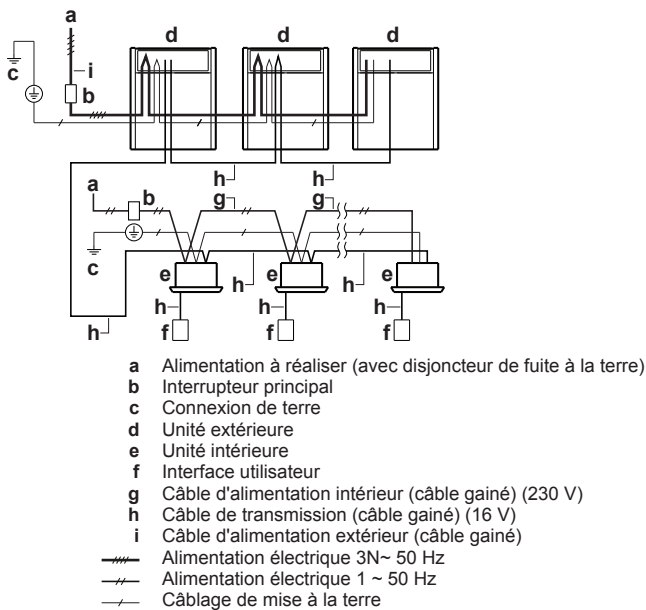 a
d d d
c
i
b
h h
a
b g g
c
e h e h e
h h h
h f f f
a Alimentation à réaliser (avec disjoncteur de fuite à la terre)
b Interrupteur principal
c Connexion de terre
d Unité extérieure
e Unité intérieure
f Interface utilisateur
g Câble d'alimentation intérieur (câble gainé) (230 V)
h Câble de transmission (câble gainé) (16 V)
i Câble d'alimentation extérieur (câble gainé)
Alimentation électrique 3N~ 50 Hz
Alimentation électrique 1 ~ 50 Hz
Câblage de mise à la terre